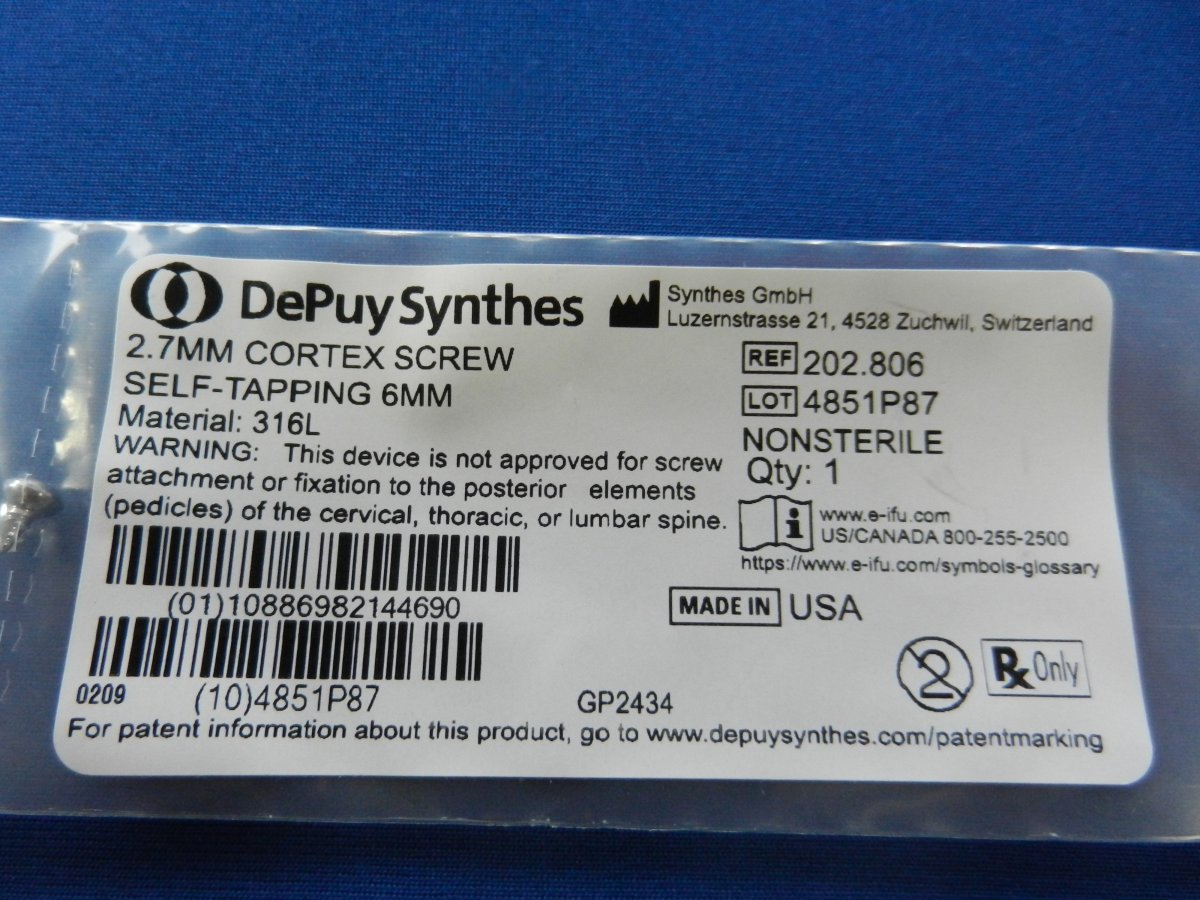 DePuy Synthes
Synthes GmbH
Luzernstrasse 21, 4528 Zuchwil, Switzerland
2.7MM CORTEX SCREW
SELF-TAPPING 6MM
Material: 316L
WARNING: This device is not approved for screw
attachment or fixation to the posterior elements
(pedicles) of the cervical, thoracic, or lumbar spine.
REF 202.806
LOT 4851P87
NONSTERILE
Qty: 1
i
www.e-ifu.com
US/CANADA 800-255-2500
https://www.e-ifu.com/symbols-glossary
(01)10886982144690
MADE IN USA
(10)4851P87
0209
GP2434
2
Rx Only
For patent information about this product, go to www.depuysynthes.com/patentmarking